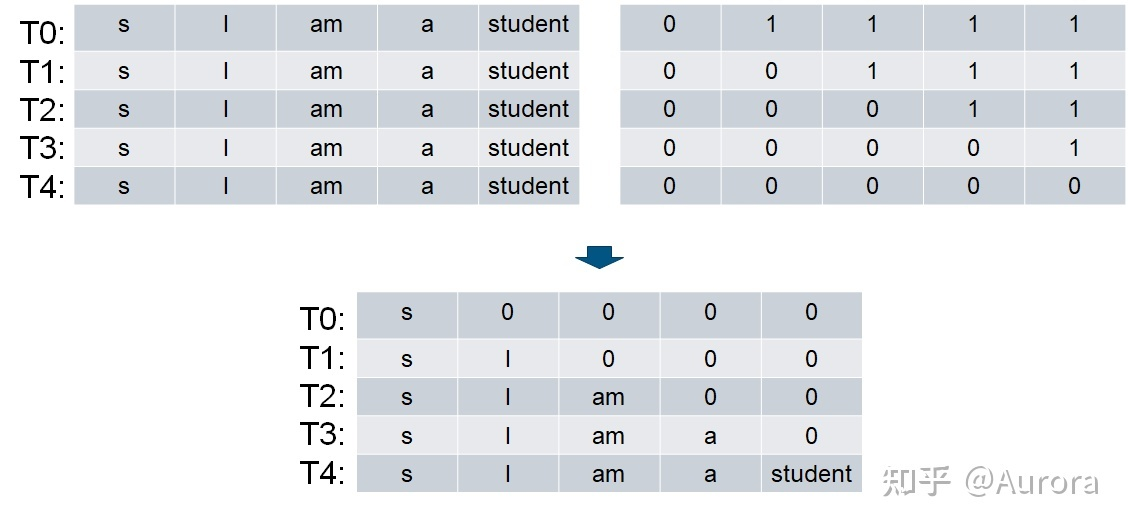 T0: s I am a student 0 1 1 1 1
T1: s I am a student 0 0 1 1 1
T2: s I am a student 0 0 0 1 1
T3: s I am a student 0 0 0 0 1
T4: s I am a student 0 0 0 0 0
T0: s 0 0 0 0
T1: s I 0 0 0
T2: s I am 0 0
T3: s I am a 0
T4: s I am a student
知乎 @Aurora